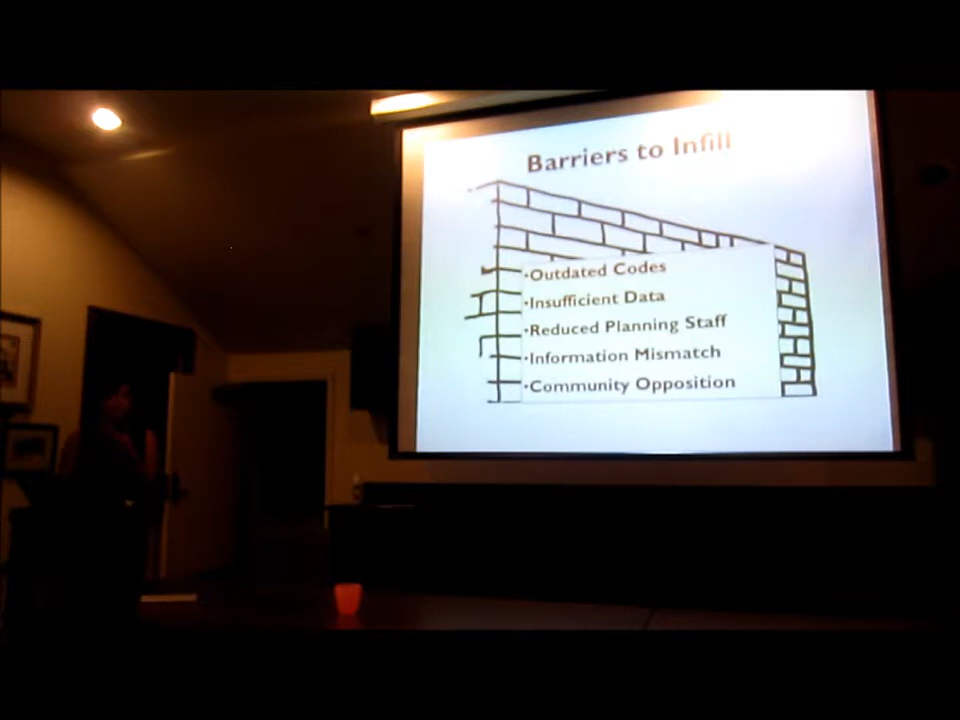 Barriers to Infill
•Outdated Codes
•Insufficient Data
•Reduced Planning Staff
•Information Mismatch
•Community Opposition